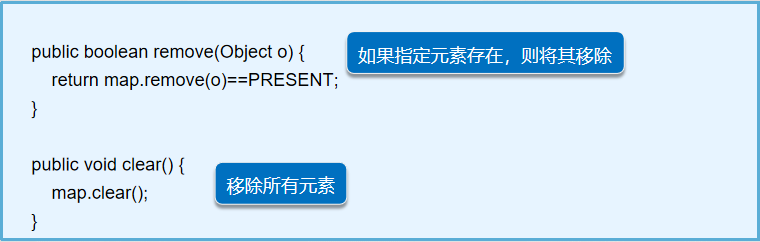 public boolean remove(Object o) {
如果指定元素存在，则将其移除
return map.remove(o)==PRESENT;
}
public void clear() {
移除所有元素
map.clear();
}